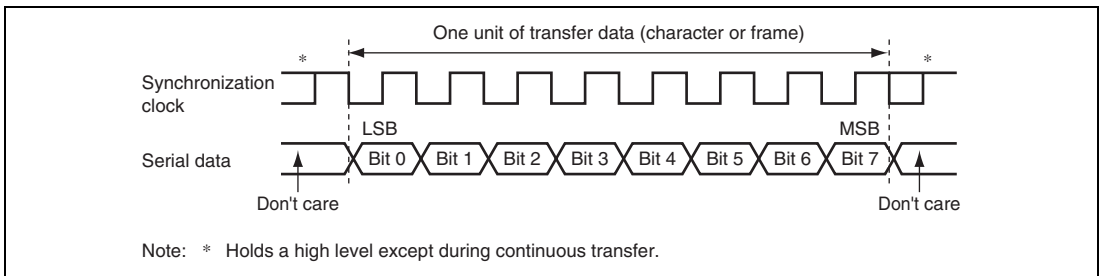 One unit of transfer data (character or frame)
* *
Synchronization
clock
LSB MSB
Serial data Bit 0 Bit 1 Bit 2 Bit 3 Bit 4 Bit 5 Bit 6 Bit 7
Don't care Don't care
Note: * Holds a high level except during continuous transfer.